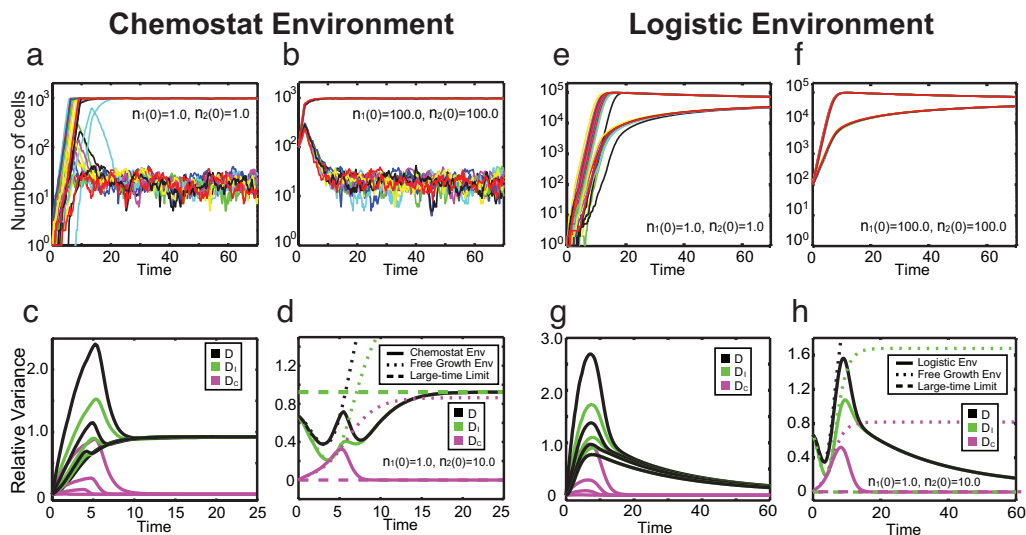 Chemostat Environment
Logistic Environment
a
b
e
f
Numbers of cells
10³
10²
10¹
10⁰
n₁(0)=1.0, n₂(0)=1.0
0 20 40 60
Time
10³
10²
10¹
10⁰
n₁(0)=100.0, n₂(0)=100.0
0 20 40 60
Time
10⁵
10⁴
10³
10²
10¹
10⁰
n₁(0)=1.0, n₂(0)=1.0
0 20 40 60
Time
10⁵
10⁴
10³
10²
10¹
10⁰
n₁(0)=100.0, n₂(0)=100.0
0 20 40 60
Time
c
d
g
h
Relative Variance
2.0
1.0
0
D
D_I
D_C
0 5 10 15 20 25
Time
1.4
1.2
0.8
0.4
0
Chemostat Env
Free Growth Env
Large-time Limit
D
D_I
D_C
n₁(0)=1.0, n₂(0)=10.0
0 5 10 15 20 25
Time
3.0
2.0
1.0
0
D
D_I
D_C
0 20 40 60
Time
1.6
1.2
0.8
0.4
0
Logistic Env
Free Growth Env
Large-time Limit
D
D_I
D_C
n₁(0)=1.0, n₂(0)=10.0
0 20 40 60
Time